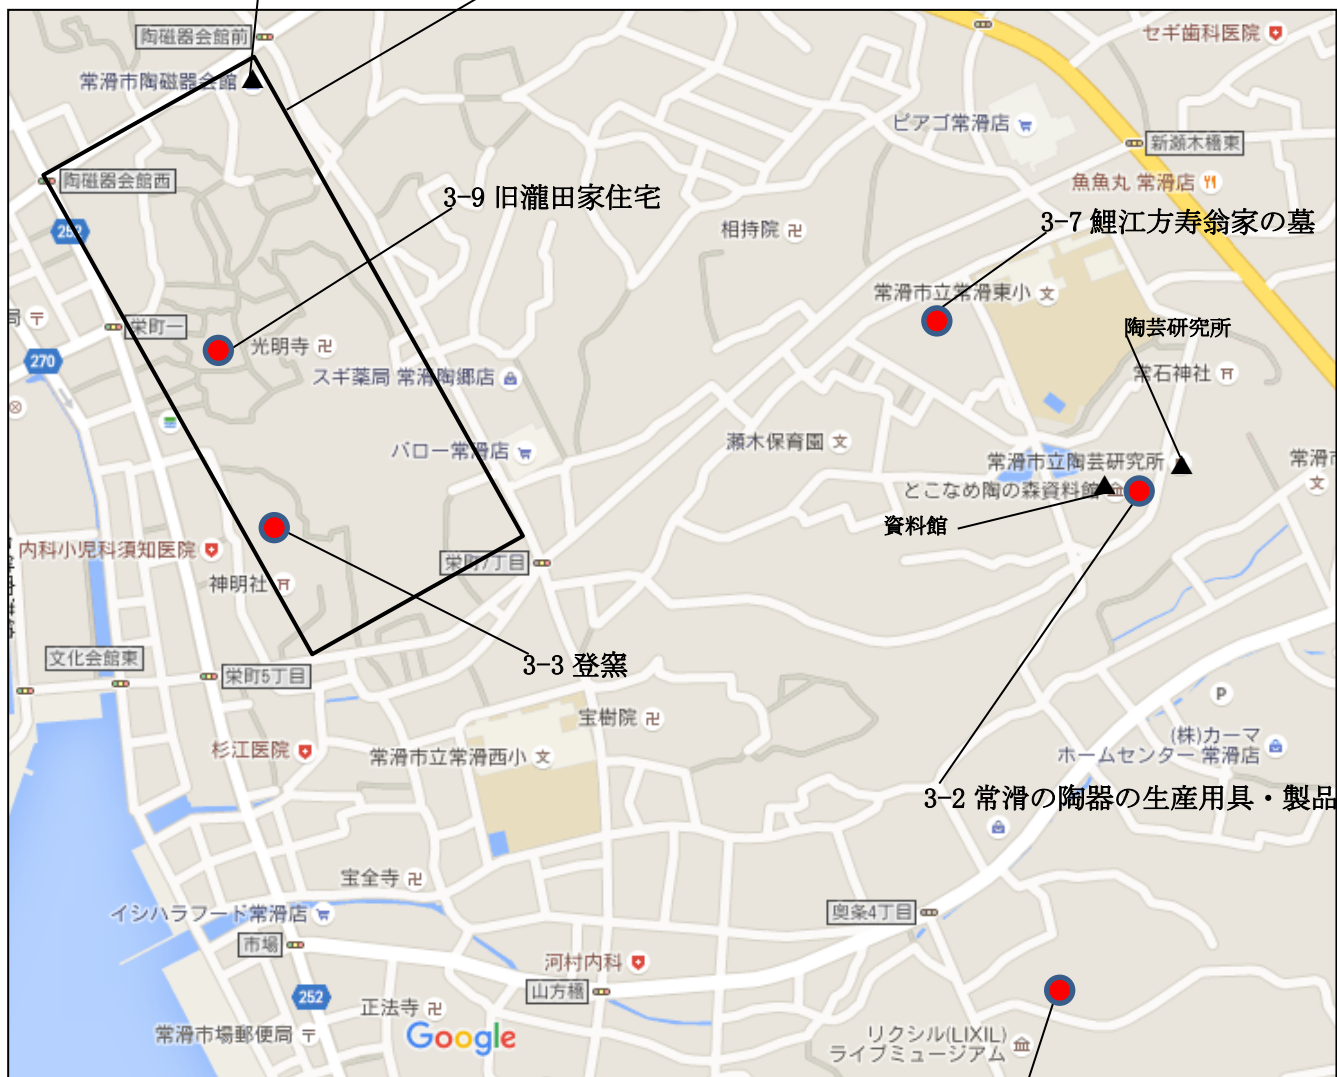 陶磁器会館前
セギ歯科医院
常滑市陶磁器会館
ピアゴ常滑店
新瀬木橋東
陶磁器会館西
魚魚丸 常滑店
3-9 旧瀧田家住宅
3-7 鯉江方寿翁家の墓
252
相持院
常滑市立常滑東小
局
栄町一
陶芸研究所
光明寺
270
スギ薬局 常滑陶郷店
常石神社
瀬木保育園
バロー常滑店
常滑市立陶芸研究所
常滑市
とこなめ陶の森資料館
資料館
内科小児科須知医院
栄町7丁目
神明社
文化会館東
3-3 登窯
栄町5丁目
P
宝樹院
(株)カーマ
ホームセンター 常滑店
杉江医院
常滑市立常滑西小
3-2 常滑の陶器の生産用具・製品
宝全寺
イシハラフード常滑店
奥条4丁目
市場
河村内科
山方橋
252
正法寺
Google
常滑市場郵便局
リクシル(LIXIL)
ライブミュージアム